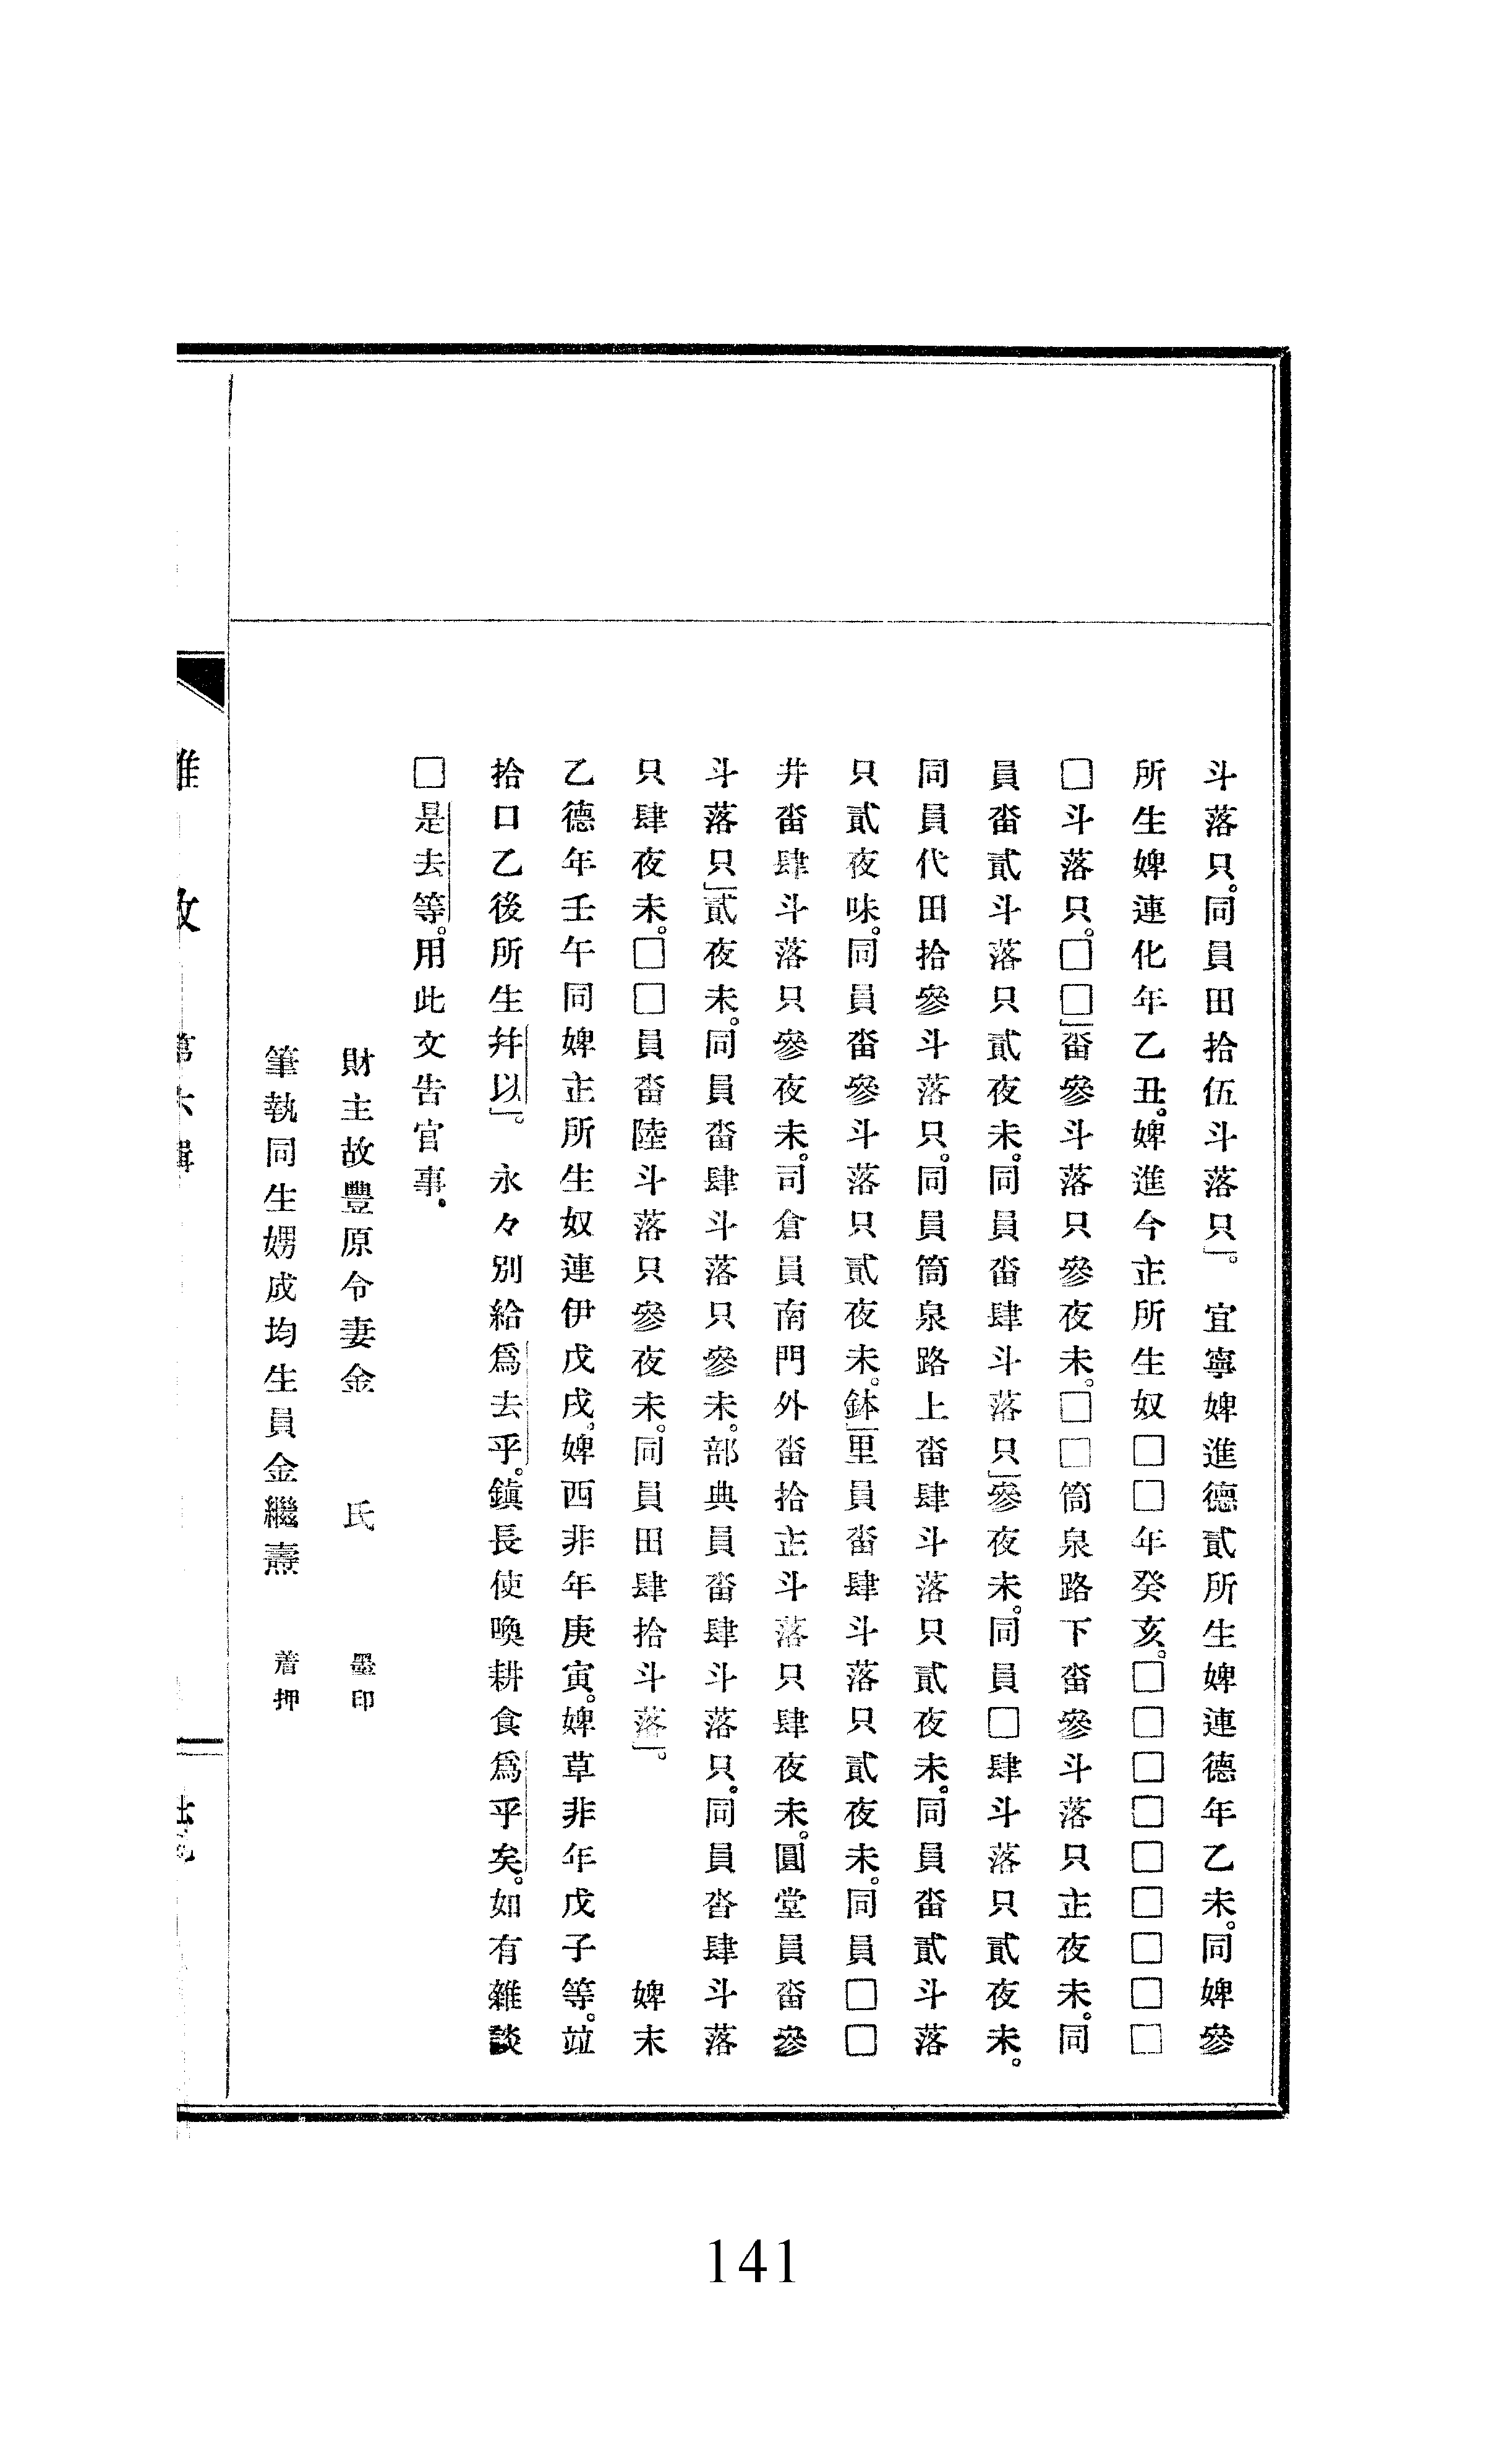 斗落只。同員田拾伍斗落只」。　宜寧婢進德貳所生婢連德年乙未。同婢參
所生婢連化年乙丑。婢進今㱏所生奴□□年癸亥。□□□□□□□□□
□斗落只。□□」畓參斗落只參夜未。□□筒泉路下畓參斗落只㱏夜未。同
員畓貳斗落只貳夜未。同員畓肆斗落只」參夜未。同員□肆斗落只貳夜未。
同員代田拾參斗落只。同員筒泉路上畓肆斗落只貳夜未。同員畓貳斗落
只貳夜味。同員畓參斗落只貳夜未。鉢」里員畓肆斗落只貳夜未。同員□□
井畓肆斗落只參夜未。司倉員南門外畓拾㱏斗落只肆夜未。圓堂員畓參
斗落只」貳夜未。同員畓肆斗落只參未。部典員畓肆斗落只。同員畓肆斗落
只肆夜未。□□員畓陸斗落只參夜未。同員田肆拾斗落」。　婢末
乙德年壬午同婢㱏所生奴連伊戊戌、婢西非年庚寅。婢草非年戊子等。竝
拾口乙後所生幷以」。　永々別給爲去乎。鎭長使喚耕食爲乎矣。如有雜談
□是去等。用此文告官事．
財主故豐原令妻金　氏　墨印
筆執同生娚成均生員金繼燾　着押
第六輯
141